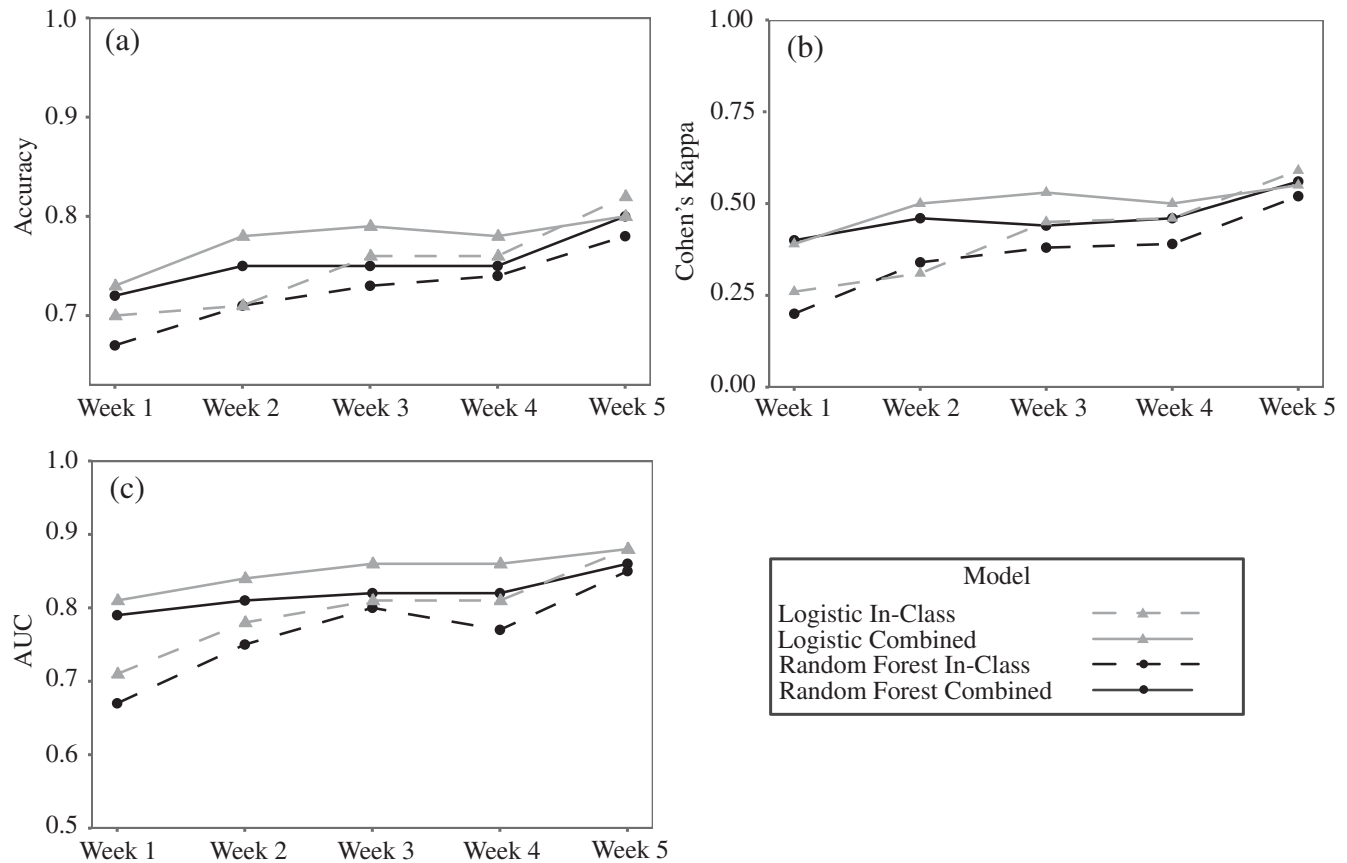 (a)
Accuracy
1.0
0.9
0.8
0.7
Week 1 Week 2 Week 3 Week 4 Week 5
(b)
Cohen's Kappa
1.00
0.75
0.50
0.25
0.00
Week 1 Week 2 Week 3 Week 4 Week 5
(c)
AUC
1.0
0.9
0.8
0.7
0.6
0.5
Week 1 Week 2 Week 3 Week 4 Week 5
Model
Logistic In-Class
Logistic Combined
Random Forest In-Class
Random Forest Combined